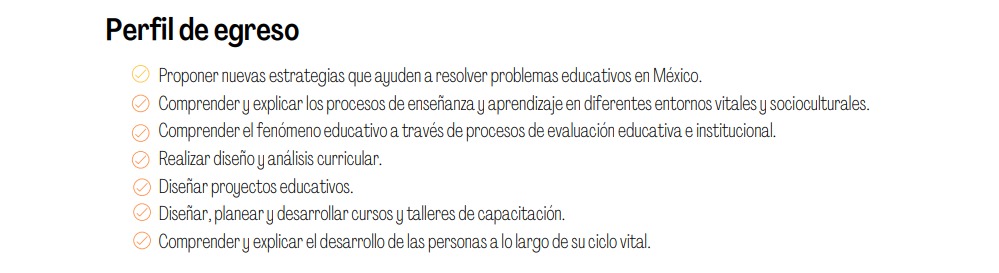 Perfil de egreso
Proponer nuevas estrategias que ayuden a resolver problemas educativos en México.
Comprender y explicar los procesos de enseñanza y aprendizaje en diferentes entornos vitales y socioculturales.
Comprender el fenómeno educativo a través de procesos de evaluación educativa e institucional.
Realizar diseño y análisis curricular.
Diseñar proyectos educativos.
Diseñar, planear y desarrollar cursos y talleres de capacitación.
Comprender y explicar el desarrollo de las personas a lo largo de su ciclo vital.